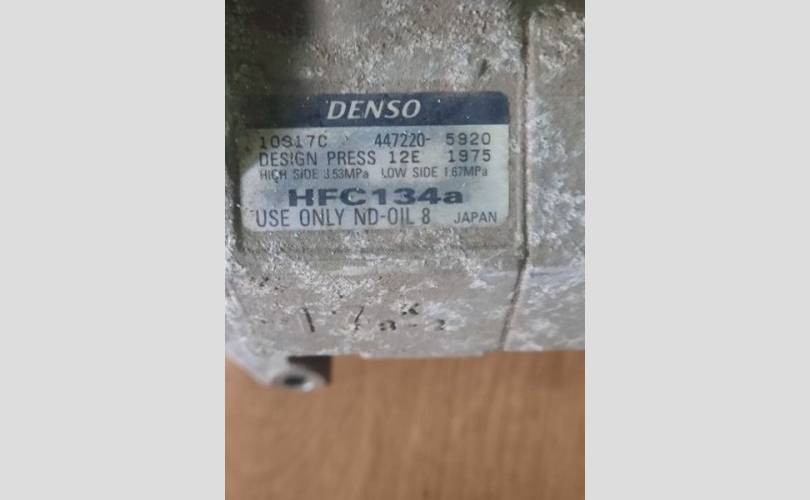 DENSO
10S17C 447220- 5920
DESIGN PRESS 12E 1975
HIGH SIDE 3.53MPa LOW SIDE 1.67MPa
HFC134a
USE ONLY ND-OIL 8 JAPAN